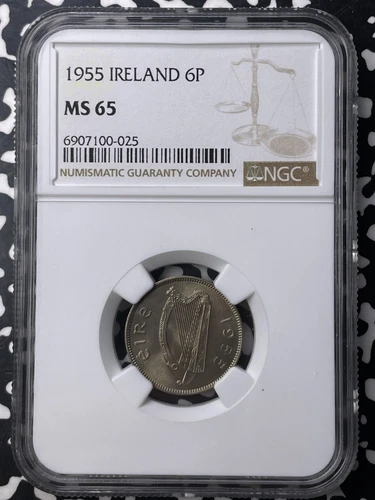 1955 IRELAND 6P
MS 65
6907100-025
NUMISMATIC GUARANTY COMPANY
NGC®
éire
1955